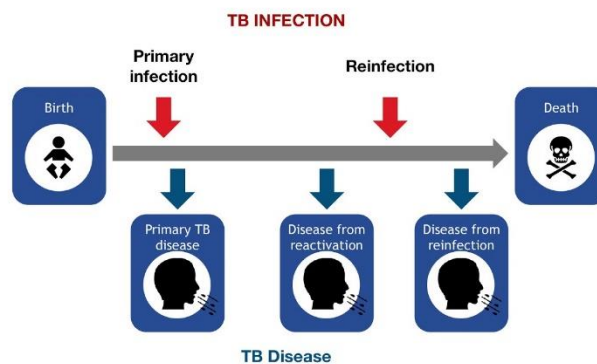 TB INFECTION
Primary
infection
Reinfection
Birth
Death
Primary TB
disease
Disease from
reactivation
Disease from
reinfection
TB Disease